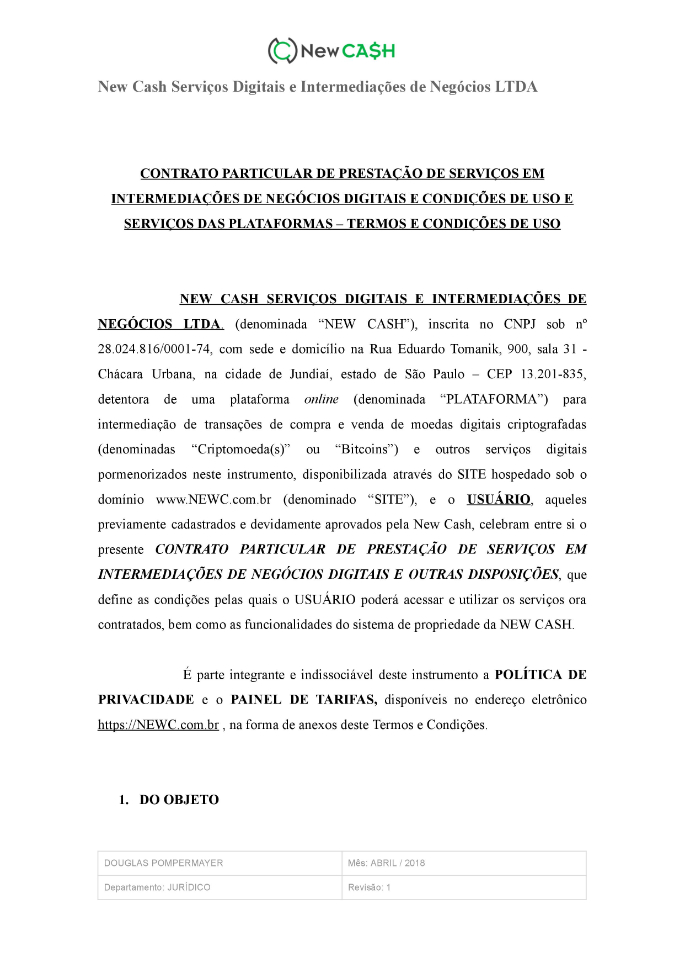 New CA$H
New Cash Serviços Digitais e Intermediações de Negócios LTDA
CONTRATO PARTICULAR DE PRESTAÇÃO DE SERVIÇOS EM
INTERMEDIAÇÕES DE NEGÓCIOS DIGITAIS E CONDIÇÕES DE USO E
SERVIÇOS DAS PLATAFORMAS – TERMOS E CONDIÇÕES DE USO
NEW CASH SERVIÇOS DIGITAIS E INTERMEDIAÇÕES DE
NEGÓCIOS LTDA, (denominada “NEW CASH”), inscrita no CNPJ sob nº
28.024.816/0001-74, com sede e domicílio na Rua Eduardo Tomanik, 900, sala 31 -
Chácara Urbana, na cidade de Jundiaí, estado de São Paulo – CEP 13.201-835,
detentora de uma plataforma online (denominada “PLATAFORMA”) para
intermediação de transações de compra e venda de moedas digitais criptografadas
(denominadas “Criptomoeda(s)” ou “Bitcoins”) e outros serviços digitais
pormenorizados neste instrumento, disponibilizada através do SITE hospedado sob o
domínio www.NEWC.com.br (denominado “SITE”), e o USUÁRIO, aqueles
previamente cadastrados e devidamente aprovados pela New Cash, celebram entre si o
presente CONTRATO PARTICULAR DE PRESTAÇÃO DE SERVIÇOS EM
INTERMEDIAÇÕES DE NEGÓCIOS DIGITAIS E OUTRAS DISPOSIÇÕES, que
define as condições pelas quais o USUÁRIO poderá acessar e utilizar os serviços ora
contratados, bem como as funcionalidades do sistema de propriedade da NEW CASH.
É parte integrante e indissociável deste instrumento a POLÍTICA DE
PRIVACIDADE e o PAINEL DE TARIFAS, disponíveis no endereço eletrônico
https://NEWC.com.br , na forma de anexos deste Termos e Condições.
1. DO OBJETO
DOUGLAS POMPERMAYER
Mês: ABRIL / 2018
Departamento: JURÍDICO
Revisão: 1